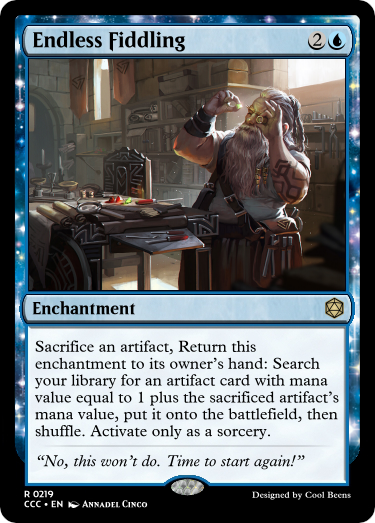 Endless Fiddling 2
Enchantment
Sacrifice an artifact, Return this
enchantment to its owner's hand: Search
your library for an artifact card with mana
value equal to 1 plus the sacrificed artifact's
mana value, put it onto the battlefield, then
shuffle. Activate only as a sorcery.
“No, this won't do. Time to start again!”
R 0219
CCC • EN Annadel Cinco
Designed by Cool Beens